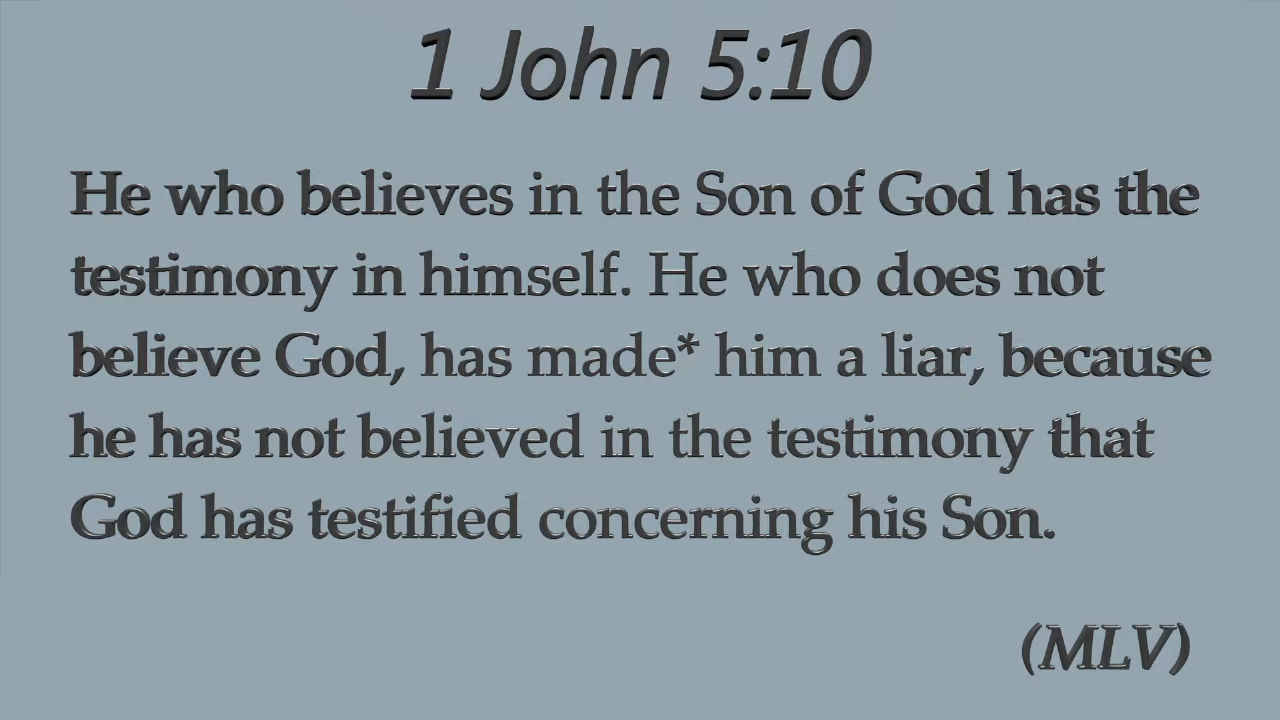 1 John 5:10
He who believes in the Son of God has the
testimony in himself. He who does not
believe God, has made* him a liar, because
he has not believed in the testimony that
God has testified concerning his Son.
(MLV)